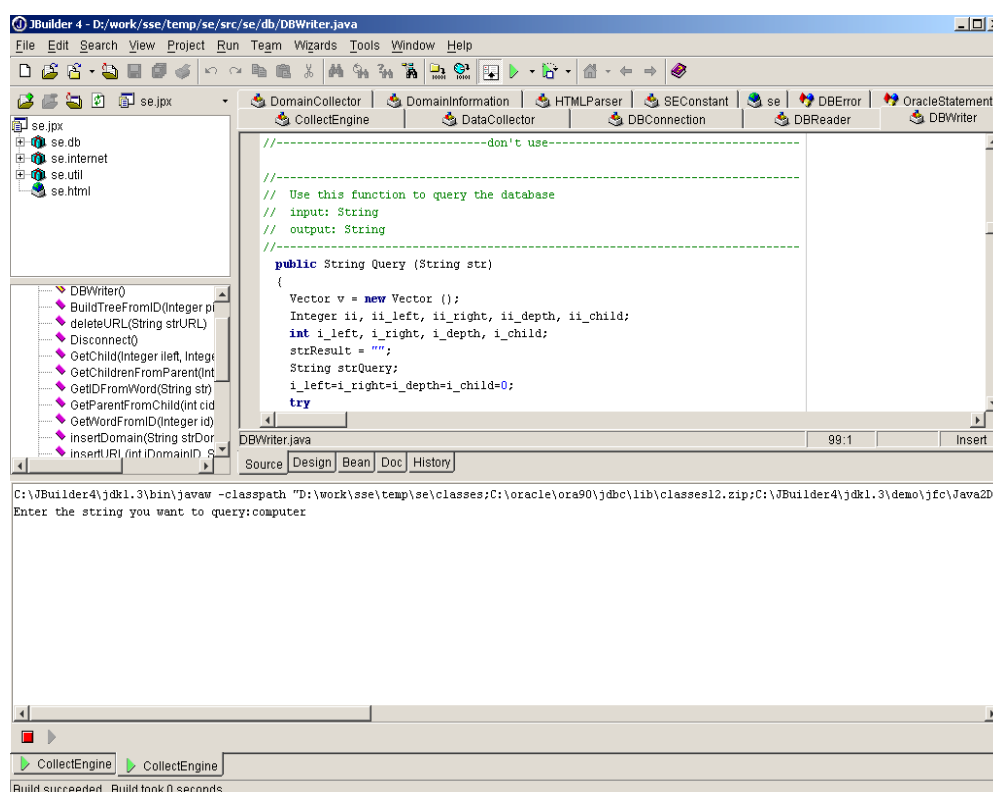 JBuilder 4 - D:/work/sse/temp/se/src/se/db/DBWriter.java
File Edit Search View Project Run Team Wizards Tools Window Help
se.jpx
DomainCollector DomainInformation HTMLParser SEConstant se DBError OracleStatement
CollectEngine DataCollector DBConnection DBReader DBWriter
se.jpx
se.db
se.internet
se.util
se.html
DBWriter()
BuildTreeFromID(Integer pi
deleteURL(String strURL)
Disconnect()
GetChild(Integer ileft, Intege
GetChildrenFromParent(Int
GetIDFromWord(String str)
GetParentFromChild(int cid
GetWordFromID(Integer id)
insertDomain(String strDor
insertURL(int iDomainID, S
//------------------------------don't use------------------------------------
//---------------------------------------------------------------------------
// Use this function to query the database
// input: String
// output: String
//---------------------------------------------------------------------------
public String Query (String str)
{
Vector v = new Vector ();
Integer ii, ii_left, ii_right, ii_depth, ii_child;
int i_left, i_right, i_depth, i_child;
strResult = "";
String strQuery;
i_left=i_right=i_depth=i_child=0;
try
DBWriter.java 99:1 Insert
Source Design Bean Doc History
C:\JBuilder4\jdk1.3\bin\javaw -classpath "D:\work\sse\temp\se\classes;C:\oracle\ora90\jdbc\lib\classes12.zip;C:\JBuilder4\jdk1.3\demo\jfc\Java2D
Enter the string you want to query:computer
CollectEngine CollectEngine
Build succeeded. Build took 0 seconds.